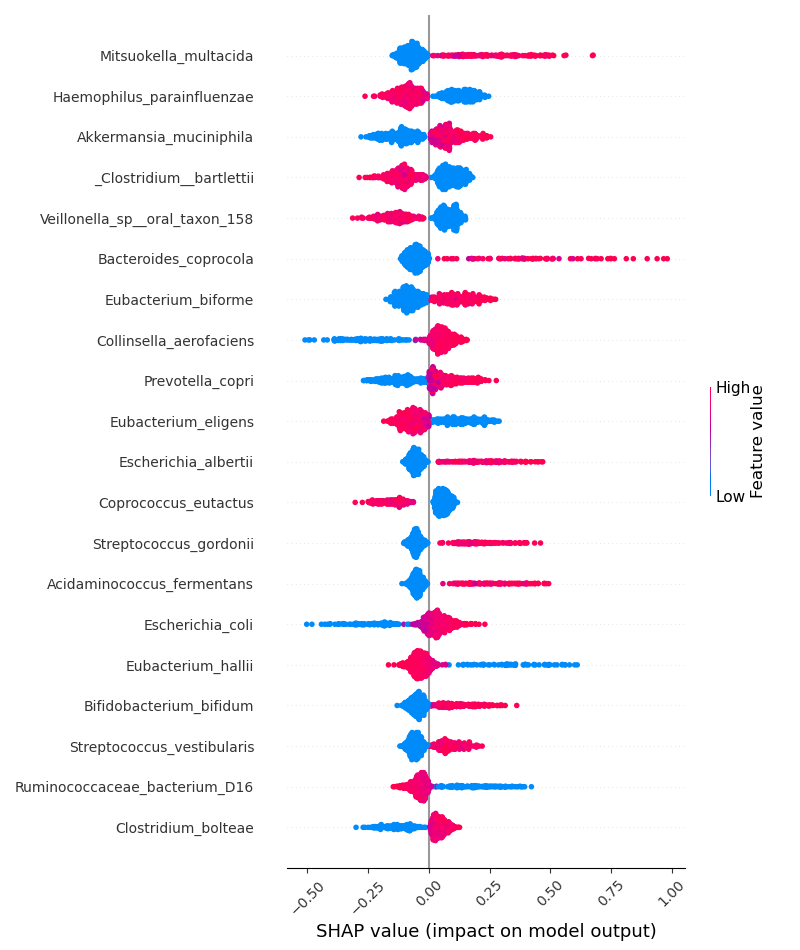 Mitsuokella_multacida
Haemophilus_parainfluenzae
Akkermansia_muciniphila
_Clostridium__bartlettii
Veillonella_sp__oral_taxon_158
Bacteroides_coprocola
Eubacterium_biforme
Collinsella_aerofaciens
Prevotella_copri
Eubacterium_eligens
Escherichia_albertii
Coprococcus_eutactus
Streptococcus_gordonii
Acidaminococcus_fermentans
Escherichia_coli
Eubacterium_hallii
Bifidobacterium_bifidum
Streptococcus_vestibularis
Ruminococcaceae_bacterium_D16
Clostridium_bolteae
−0.50 −0.25 0.00 0.25 0.50 0.75 1.00
SHAP value (impact on model output)
High
Low
Feature value